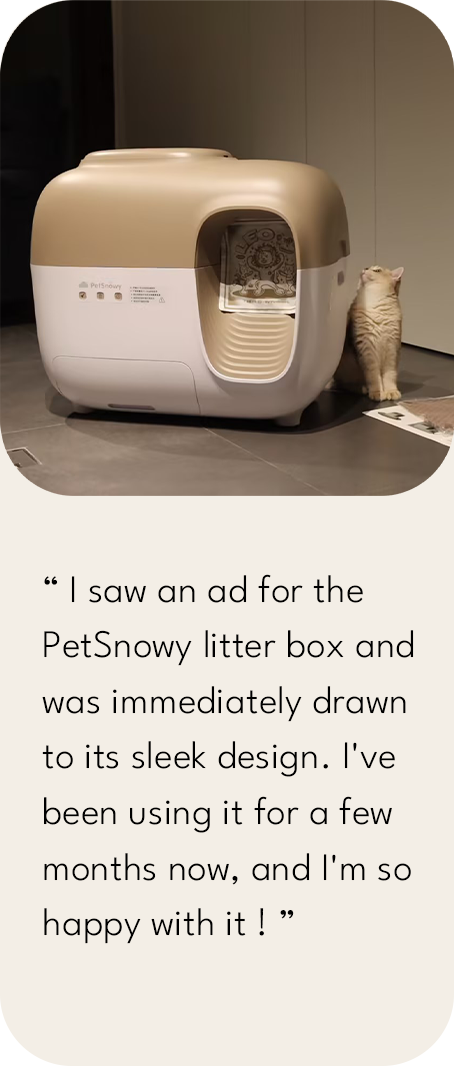 PetSnowy
“ I saw an ad for the
PetSnowy litter box and
was immediately drawn
to its sleek design. I've
been using it for a few
months now, and I'm so
happy with it ! ”